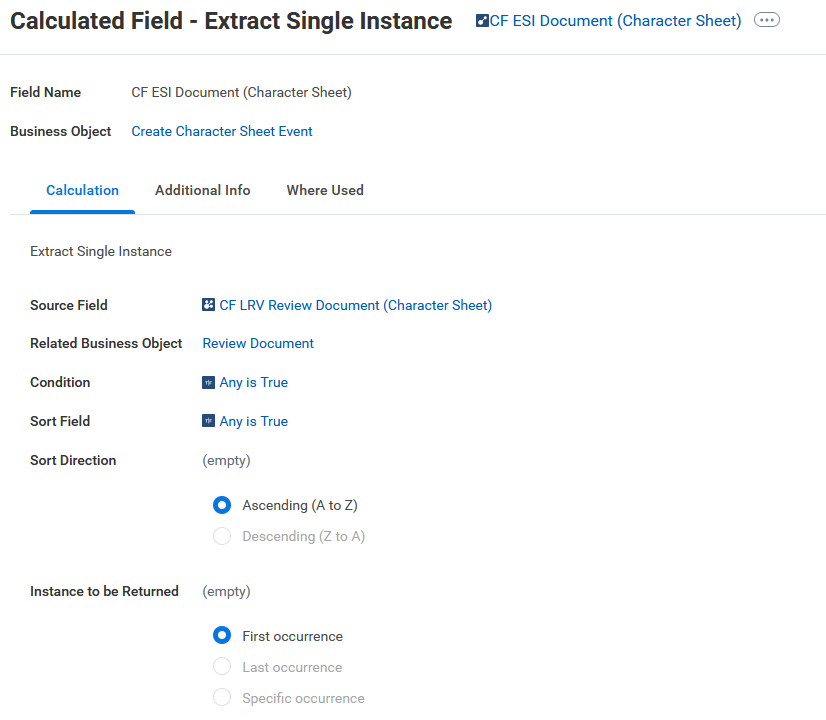 Calculated Field - Extract Single Instance CF ESI Document (Character Sheet)
Field Name CF ESI Document (Character Sheet)
Business Object Create Character Sheet Event
Calculation Additional Info Where Used
Extract Single Instance
Source Field CF LRV Review Document (Character Sheet)
Related Business Object Review Document
Condition Any is True
Sort Field Any is True
Sort Direction (empty)
Ascending (A to Z)
Descending (Z to A)
Instance to be Returned (empty)
First occurrence
Last occurrence
Specific occurrence